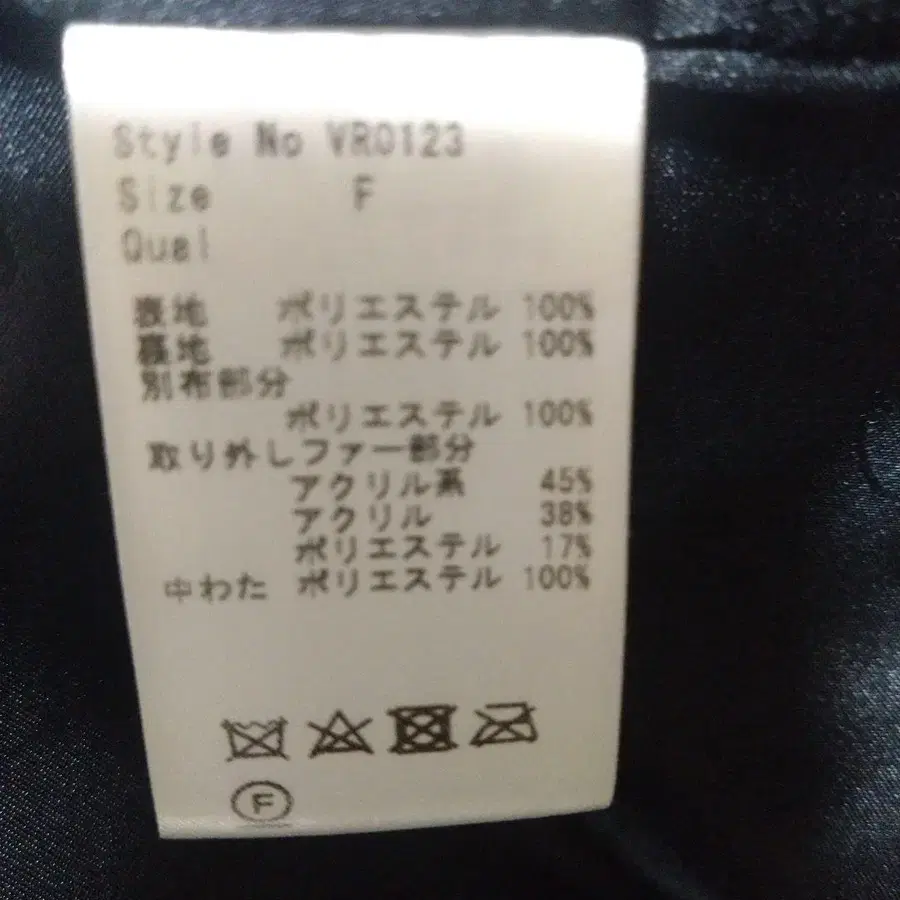 Style No VR0123
Size F
Qual
表地 ポリエステル 100%
裏地 ポリエステル 100%
別布部分
ポリエステル 100%
取り外しファー部分
アクリル系 45%
アクリル 38%
ポリエステル 17%
中わた ポリエステル 100%
F